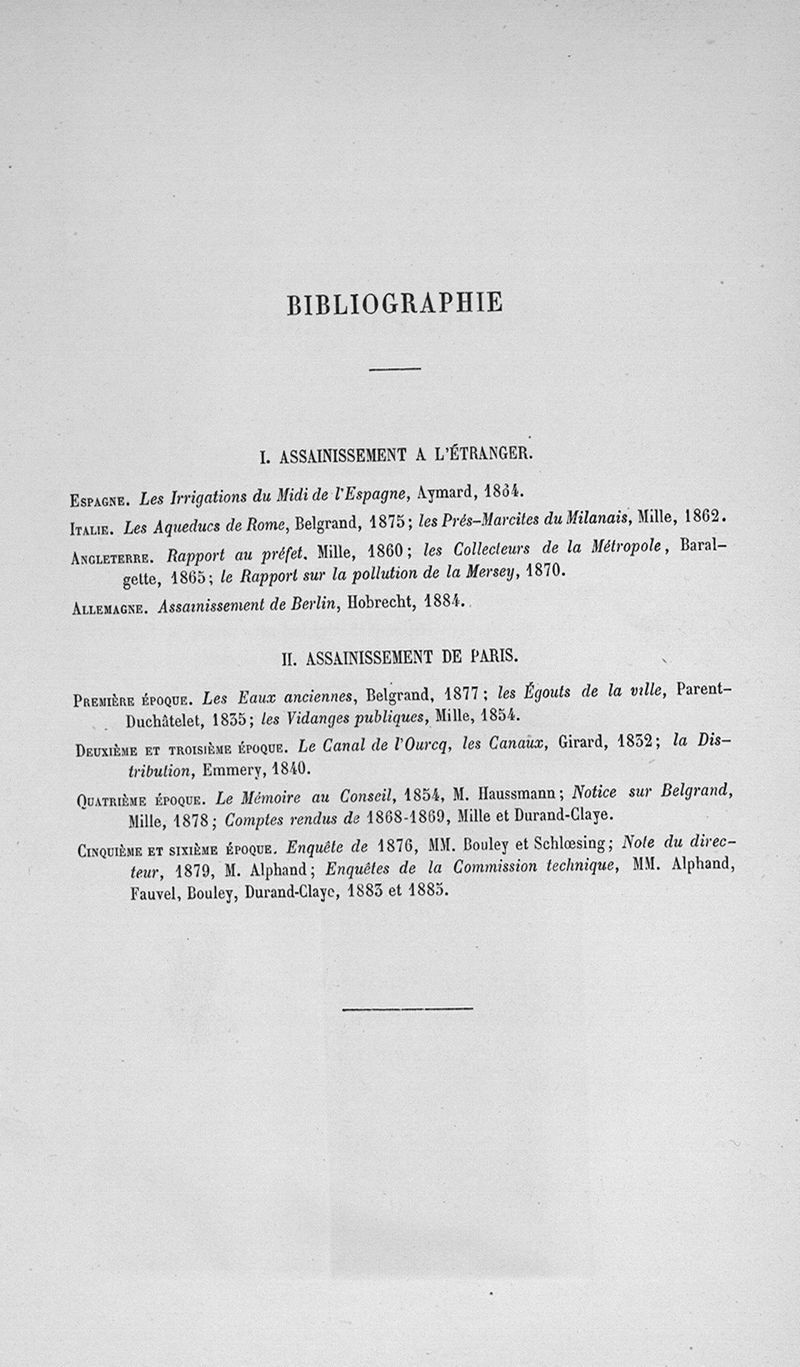 BIBLIOGRAPHIE
I. ASSAINISSEMENT A L'ÉTRANGER.
ESPAGNE. Les Irrigations du Midi de l'Espagne, Aymard, 1864.
ITALIE. Les Aqueducs de Rome, Belgrand, 1875; les Prés-Marcites du Milanais, Mille, 1862.
ANGLETERRE. Rapport au préfet. Mille, 1860; les Collecteurs de la Métropole, Baral-
gette, 1865; le Rapport sur la pollution de la Mersey, 1870.
ALLEMAGNE. Assainissement de Berlin, Hobrecht, 1884.
II. ASSAINISSEMENT DE PARIS.
PREMIÈRE ÉPOQUE. Les Eaux anciennes, Belgrand, 1877; les Égouts de la ville, Parent-
Duchâtelet, 1835; les Vidanges publiques, Mille, 1854.
DEUXIÈME ET TROISIÈME ÉPOQUE. Le Canal de l'Ourcq, les Canaux, Girard, 1832; la Dis-
tribution, Emmery, 1840.
QUATRIÈME ÉPOQUE. Le Mémoire au Conseil, 1854, M. Haussmann; Notice sur Belgrand,
Mille, 1878; Comptes rendus de 1868-1869, Mille et Durand-Claye.
CINQUIÈME ET SIXIÈME ÉPOQUE. Enquête de 1876, MM. Bouley et Schlœsing; Note du direc-
teur, 1879, M. Alphand; Enquêtes de la Commission technique, MM. Alphand,
Fauvel, Bouley, Durand-Claye, 1883 et 1885.